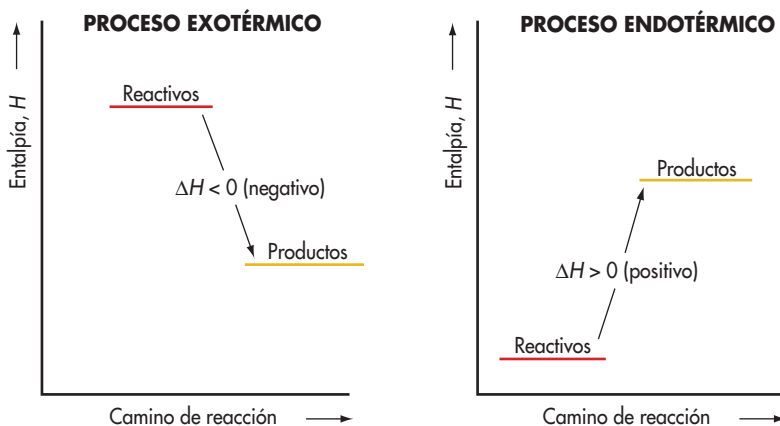 PROCESO EXOTÉRMICO
Entalpía, H
Reactivos
ΔH < 0 (negativo)
Productos
Camino de reacción
PROCESO ENDOTÉRMICO
Entalpía, H
Productos
ΔH > 0 (positivo)
Reactivos
Camino de reacción